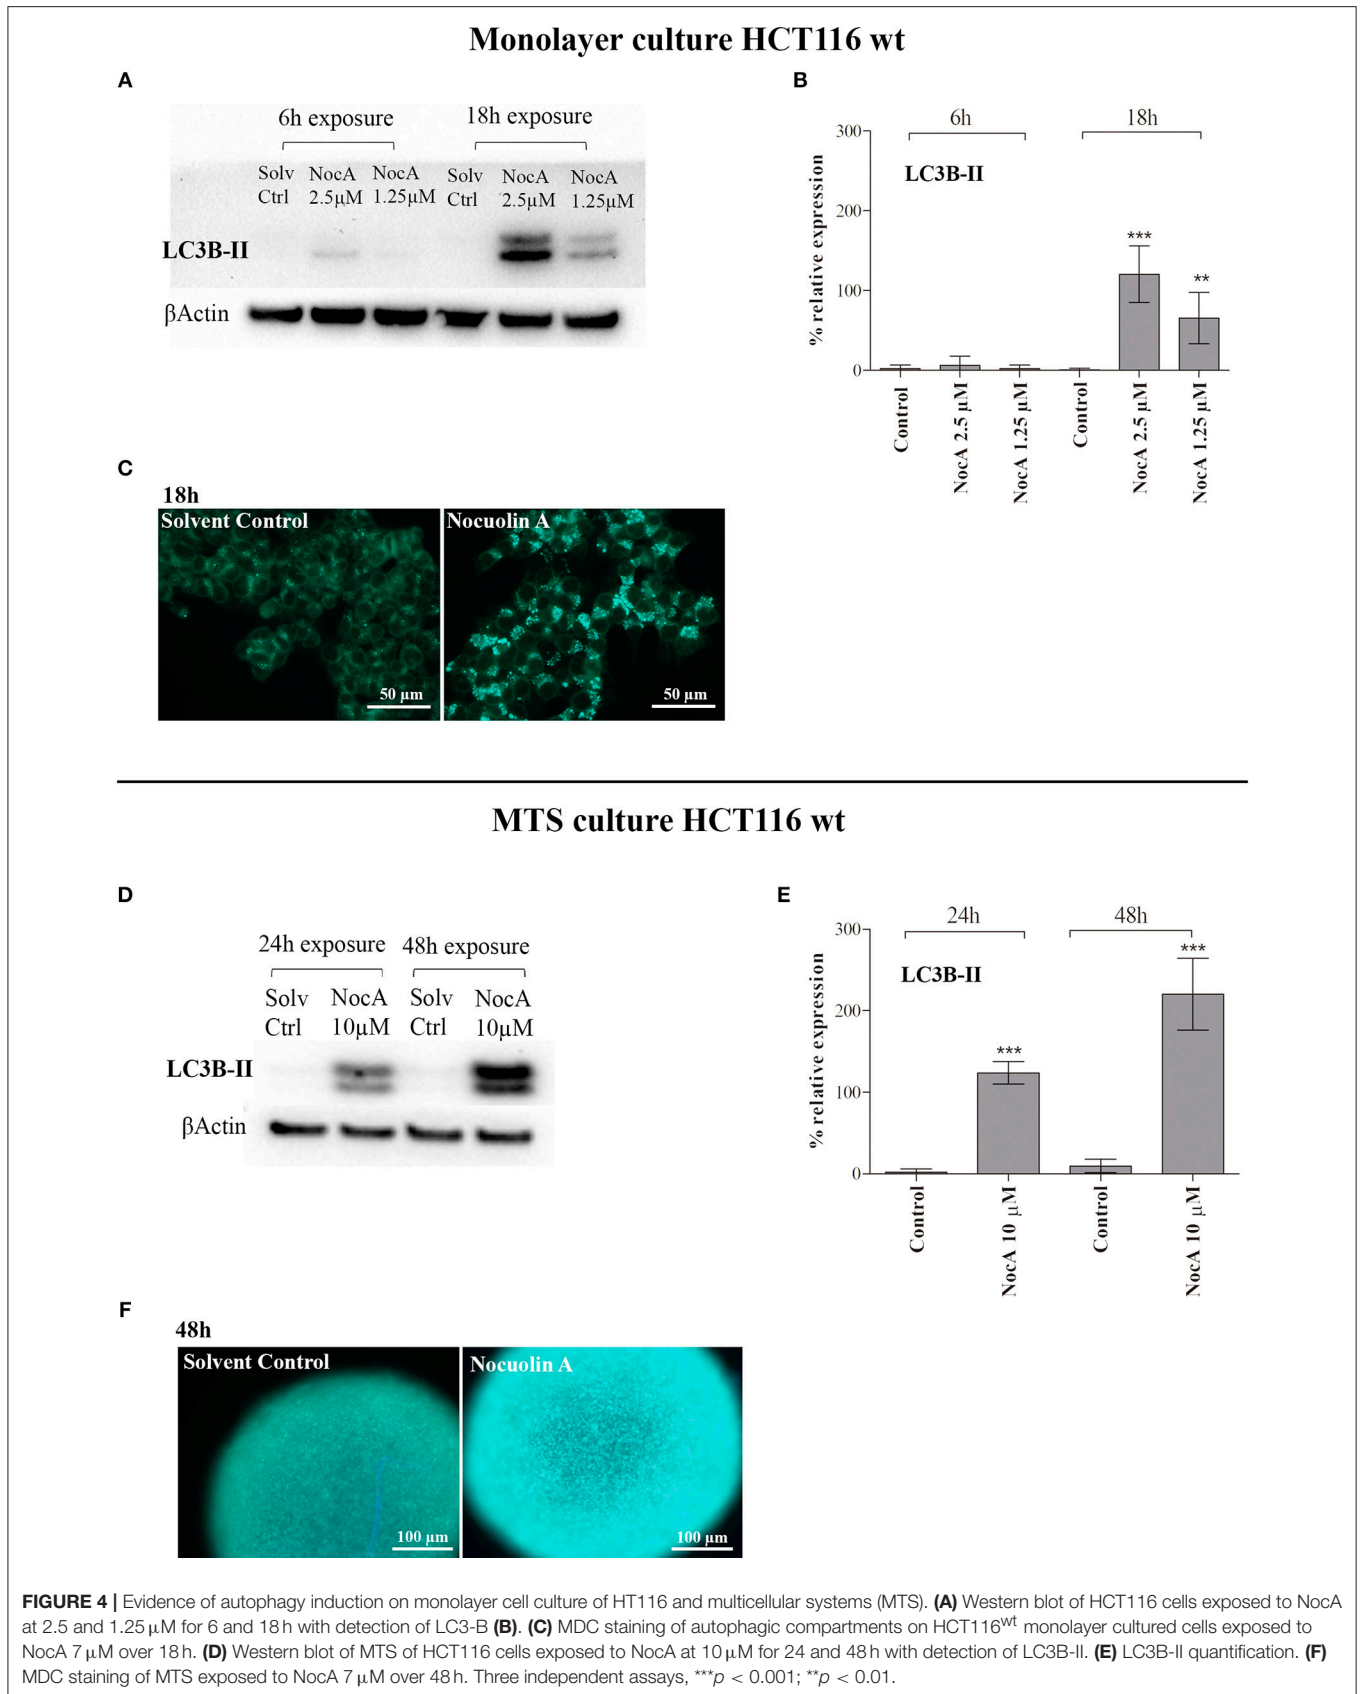 Monolayer culture HCT116 wt
A
6h exposure 18h exposure
Solv Ctrl
NocA 2.5µM
NocA 1.25µM
Solv Ctrl
NocA 2.5µM
NocA 1.25µM
LC3B-II
βActin
B
6h 18h
LC3B-II
% relative expression
300
200
100
0
***
**
Control
NocA 2.5 µM
NocA 1.25 µM
Control
NocA 2.5 µM
NocA 1.25 µM
C
18h
Solvent Control
50 µm
Nocuolin A
50 µm
MTS culture HCT116 wt
D
24h exposure 48h exposure
Solv Ctrl
NocA 10µM
Solv Ctrl
NocA 10µM
LC3B-II
βActin
E
24h 48h
LC3B-II
% relative expression
300
200
100
0
***
***
Control
NocA 10 µM
Control
NocA 10 µM
F
48h
Solvent Control
100 µm
Nocuolin A
100 µm
FIGURE 4 | Evidence of autophagy induction on monolayer cell culture of HT116 and multicellular systems (MTS). (A) Western blot of HCT116 cells exposed to NocA
at 2.5 and 1.25 µM for 6 and 18 h with detection of LC3-B (B). (C) MDC staining of autophagic compartments on HCT116wt monolayer cultured cells exposed to
NocA 7 µM over 18 h. (D) Western blot of MTS of HCT116 cells exposed to NocA at 10 µM for 24 and 48 h with detection of LC3B-II. (E) LC3B-II quantification. (F)
MDC staining of MTS exposed to NocA 7 µM over 48 h. Three independent assays, ***p < 0.001; **p < 0.01.